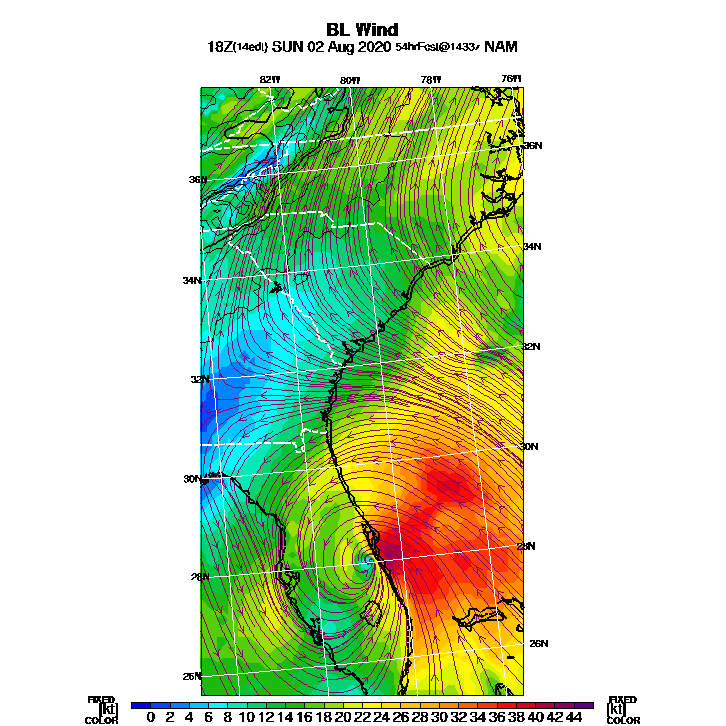 BL Wind
18Z(14edt) SUN 02 Aug 2020 54hrFcst@1433z NAM
82W 80W 78W 76W
36N 36N
34N 34N
32N 32N
30N 30N
28N 28N
26N 26N
FIXED FIXED
[kt] 0 2 4 6 8 10 12 14 16 18 20 22 24 26 28 30 32 34 36 38 40 42 44 [kt]
COLOR COLOR